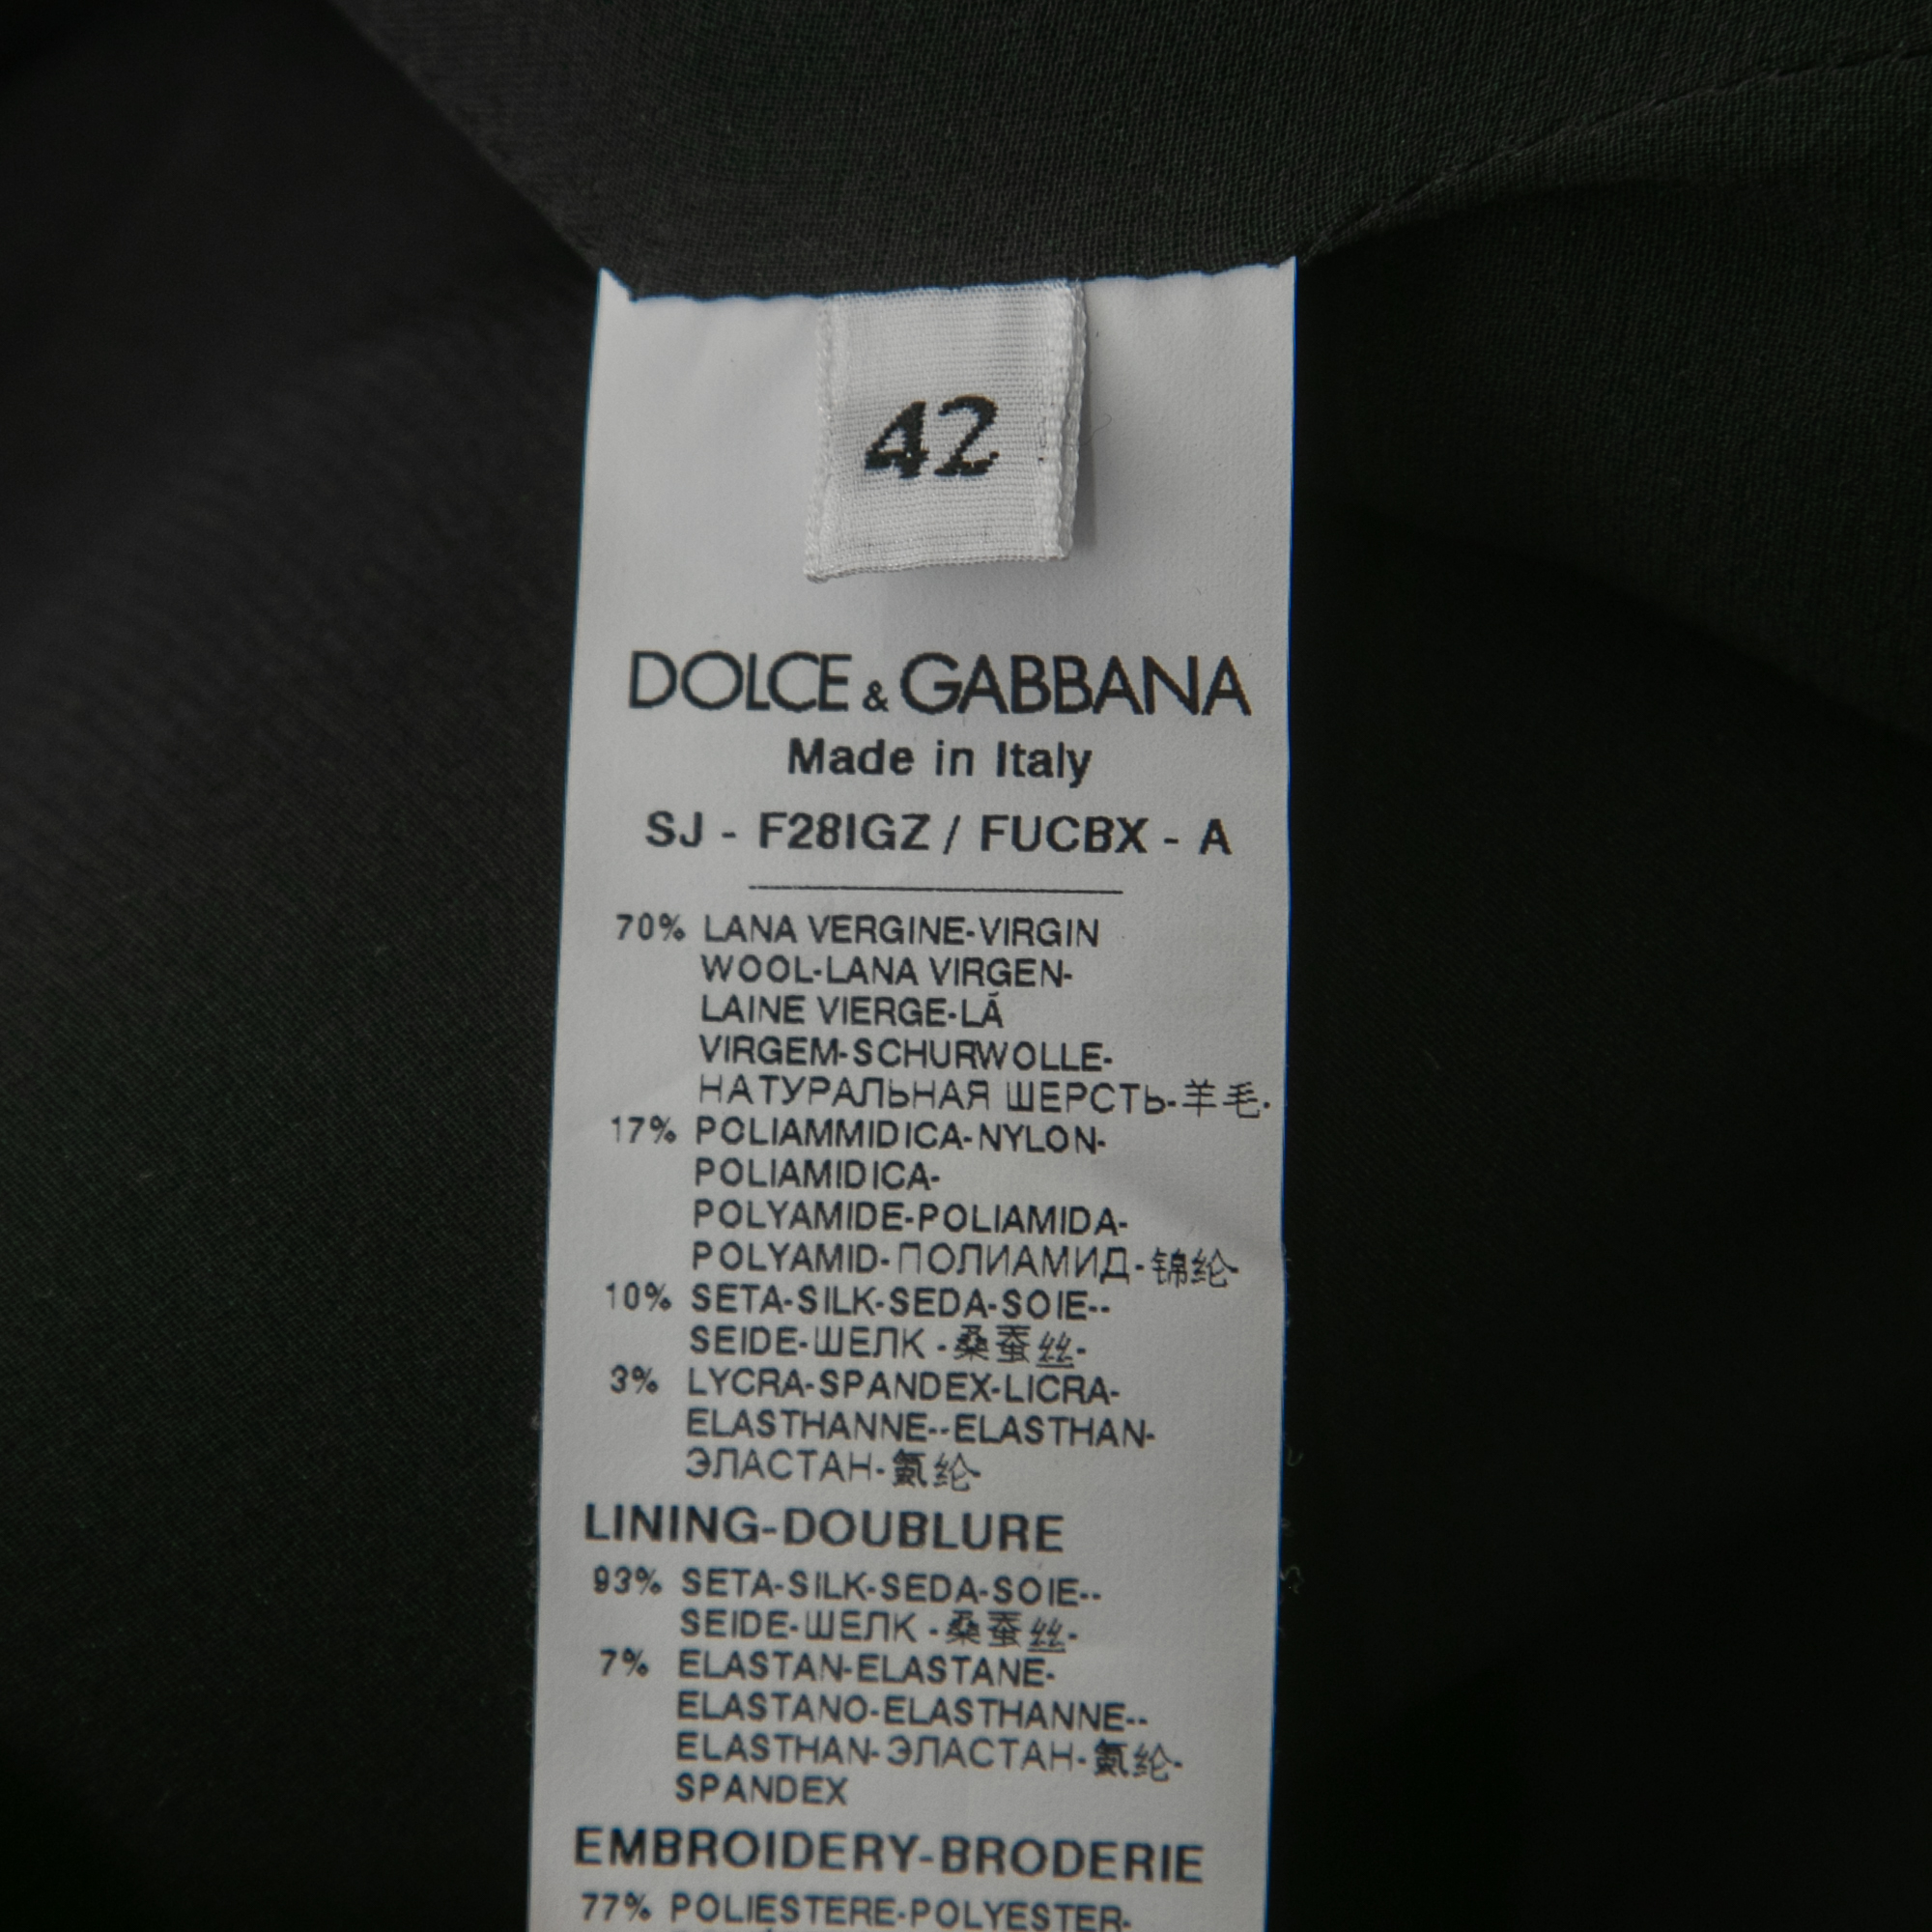 42
DOLCE & GABBANA
Made in Italy
SJ - F28IGZ / FUCBX - A
70% LANA VERGINE-VIRGIN
WOOL-LANA VIRGEN-
LAINE VIERGE-LÃ
VIRGEM-SCHURWOLLE-
НАТУРАЛЬНАЯ ШЕРСТЬ-羊毛-
17% POLIAMMIDICA-NYLON-
POLIAMIDICA-
POLYAMIDE-POLIAMIDA-
POLYAMID-ПОЛИАМИД-锦纶-
10% SETA-SILK-SEDA-SOIE--
SEIDE-ШЕЛК -桑蚕丝-
3% LYCRA-SPANDEX-LICRA-
ELASTHANNE--ELASTHAN-
ЭЛАСТАН-氨纶-
LINING-DOUBLURE
93% SETA-SILK-SEDA-SOIE--
SEIDE-ШЕЛК -桑蚕丝-
7% ELASTAN-ELASTANE-
ELASTANO-ELASTHANNE--
ELASTHAN-ЭЛАСТАН-氨纶-
SPANDEX
EMBROIDERY-BRODERIE
77% POLIESTERE-POLYESTER-